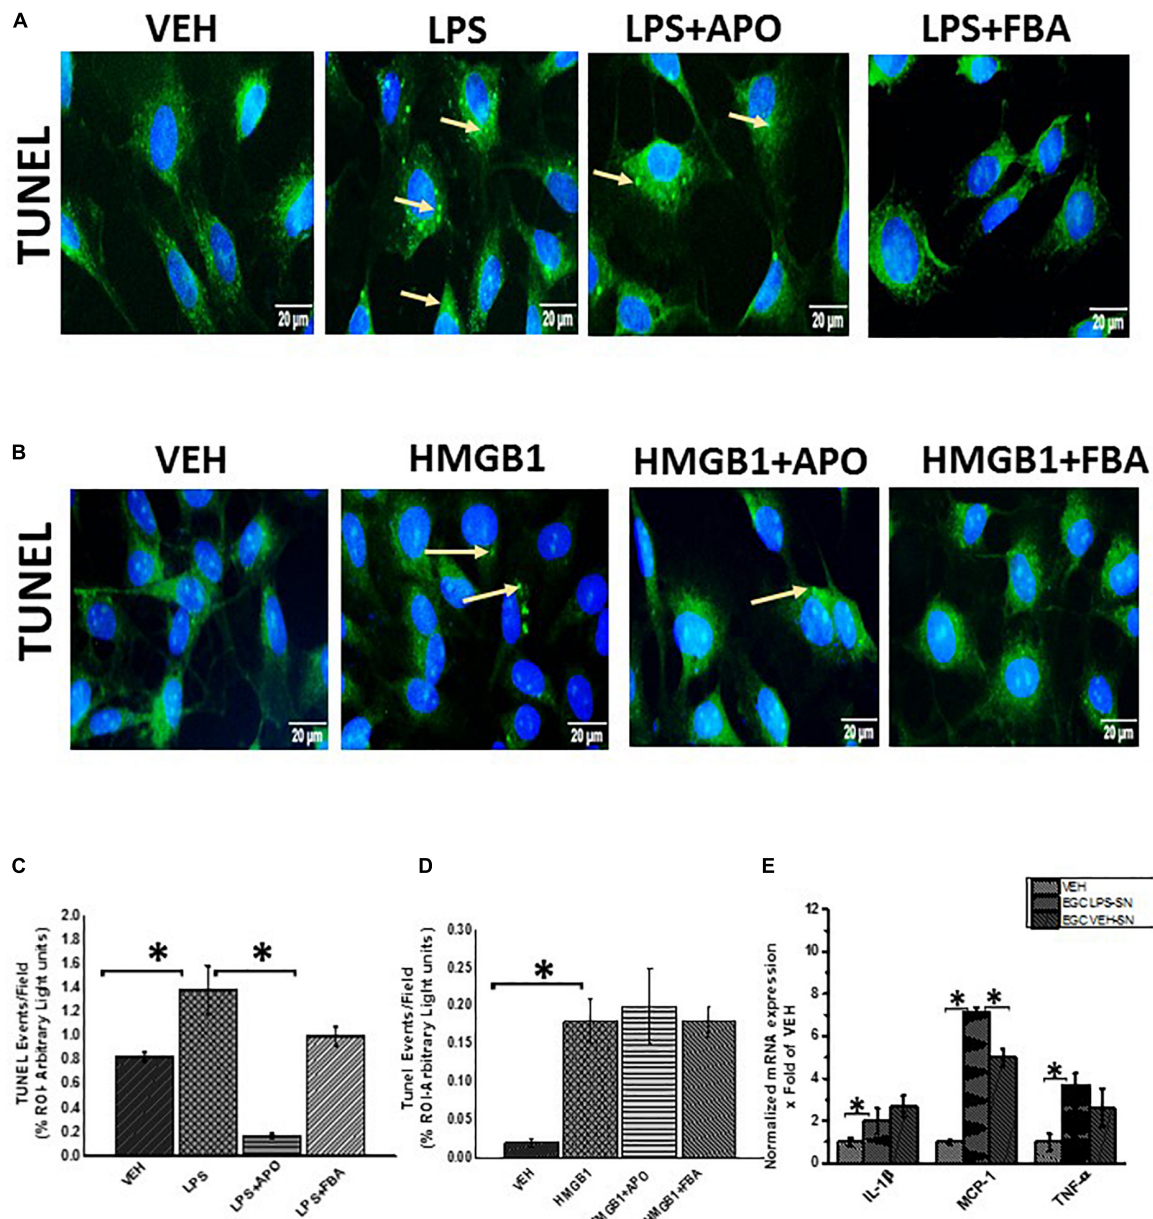 A
VEH LPS LPS+APO LPS+FBA
TUNEL
20 µm 20 µm 20 µm 20 µm
B
VEH HMGB1 HMGB1+APO HMGB1+FBA
TUNEL
20 µm 20 µm 20 µm 20 µm
C
TUNEL Events/Field
(% ROI- Arbitrary Light units)
2.0
1.8
1.6
1.4
1.2
1.0
0.8
0.6
0.4
0.2
0.0
* *
VEH LPS LPS+APO LPS+FBA
D
Tunel Events/Field
(% ROI-Arbitrary Light units)
0.30
0.25
0.20
0.15
0.10
0.05
0.00
*
VEH HMGB1 HMGB1+APO HMGB1+FBA
E
VEH
EGC LPS-SN
EGC VEH-SN
Normalized mRNA expression
x Fold of VEH
12
10
8
6
4
2
0
* * * *
IL-1β MCP-1 TNF-α